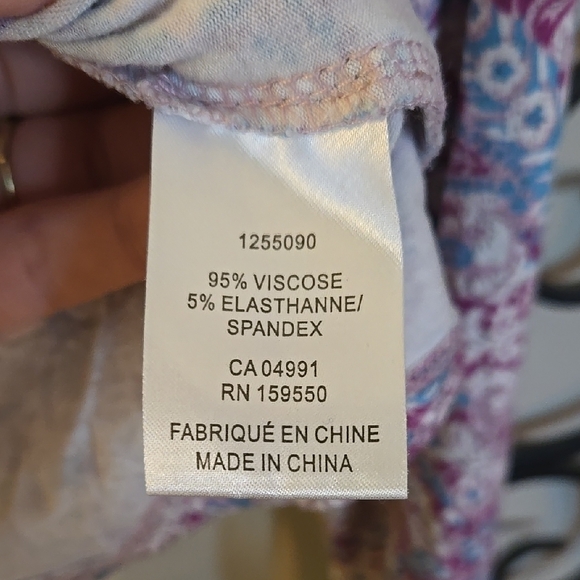 1255090
95% VISCOSE
5% ELASTHANNE/
SPANDEX
CA 04991
RN 159550
FABRIQUÉ EN CHINE
MADE IN CHINA